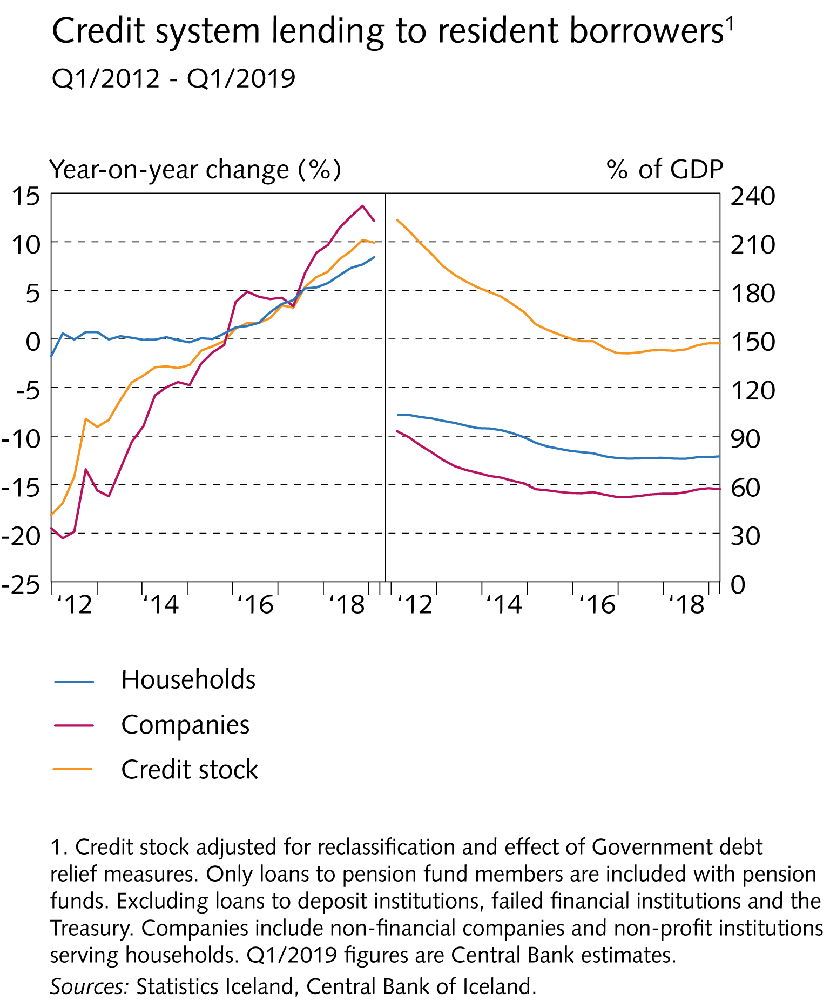 Credit system lending to resident borrowers¹
Q1/2012 - Q1/2019
Year-on-year change (%)
% of GDP
15
10
5
0
-5
-10
-15
-20
-25
240
210
180
150
120
90
60
30
0
‘12 ‘14 ‘16 ‘18 ‘12 ‘14 ‘16 ‘18
Households
Companies
Credit stock
1. Credit stock adjusted for reclassification and effect of Government debt
relief measures. Only loans to pension fund members are included with pension
funds. Excluding loans to deposit institutions, failed financial institutions and the
Treasury. Companies include non-financial companies and non-profit institutions
serving households. Q1/2019 figures are Central Bank estimates.
Sources: Statistics Iceland, Central Bank of Iceland.